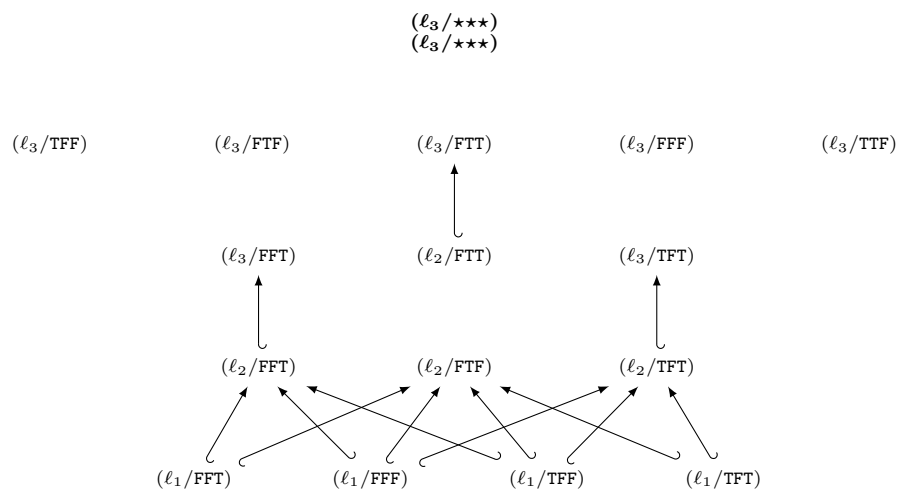 (ℓ₃/⋆⋆⋆)
(ℓ₃/⋆⋆⋆)
(ℓ₃/TFF) (ℓ₃/FTF) (ℓ₃/FTT) (ℓ₃/FFF) (ℓ₃/TTF)
(ℓ₃/FFT) (ℓ₂/FTT) (ℓ₃/TFT)
(ℓ₂/FFT) (ℓ₂/FTF) (ℓ₂/TFT)
(ℓ₁/FFT) (ℓ₁/FFF) (ℓ₁/TFF) (ℓ₁/TFT)